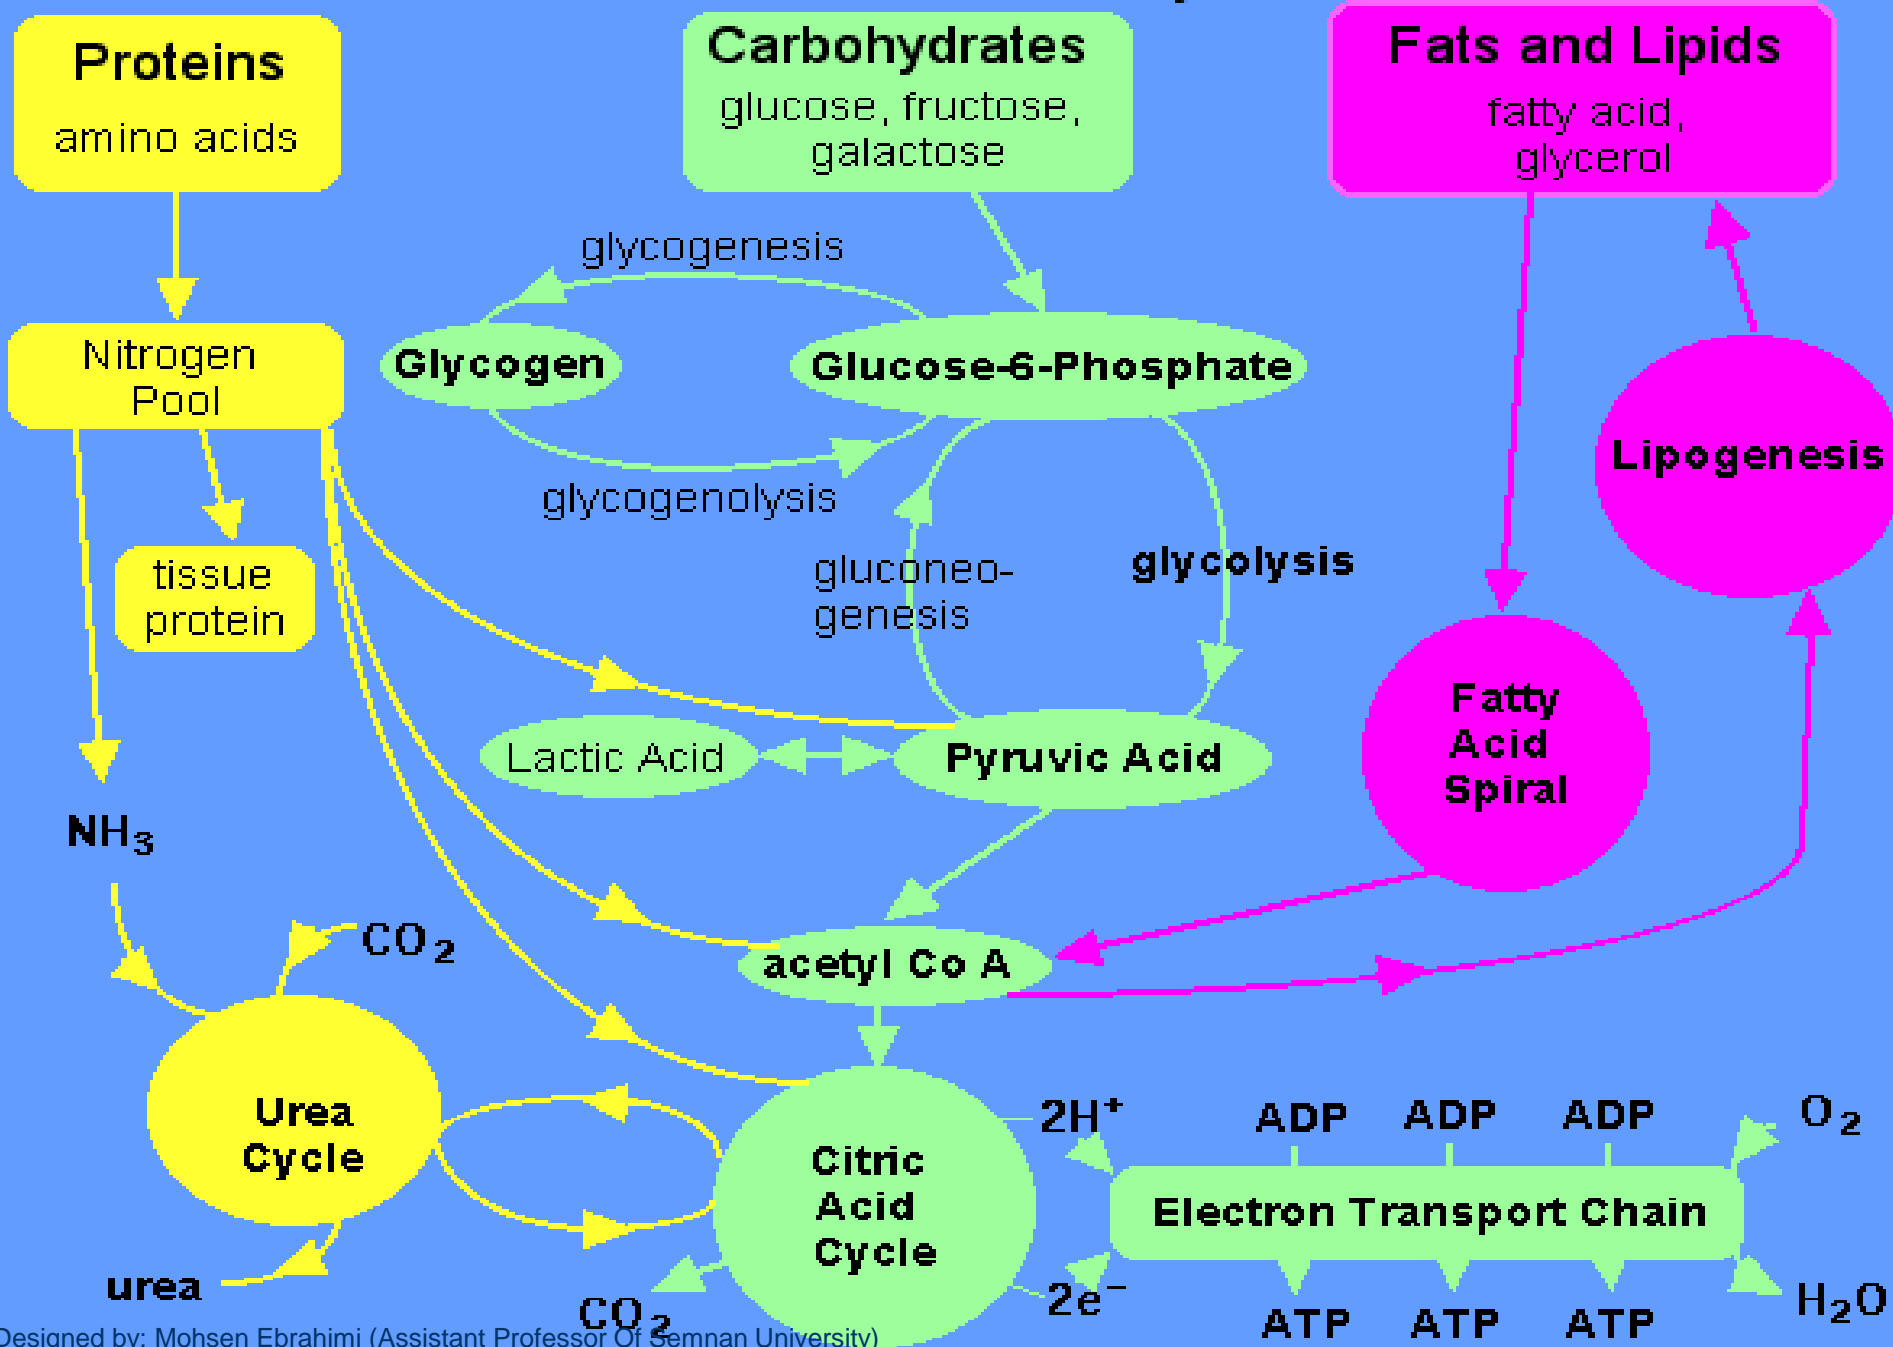 Proteins
amino acids
Carbohydrates
glucose, fructose,
galactose
Fats and Lipids
fatty acid,
glycerol
glycogenesis
Nitrogen
Pool
Glycogen
Glucose-6-Phosphate
Lipogenesis
glycogenolysis
tissue
protein
gluconeo-
genesis
glycolysis
Fatty
Acid
Spiral
Lactic Acid
Pyruvic Acid
NH₃
CO₂
acetyl Co A
Urea
Cycle
Citric
Acid
Cycle
2H⁺
ADP ADP ADP
O₂
Electron Transport Chain
urea
CO₂
2e⁻
ATP ATP ATP
H₂O
Designed by: Mohsen Ebrahimi (Assistant Professor Of Semnan University)